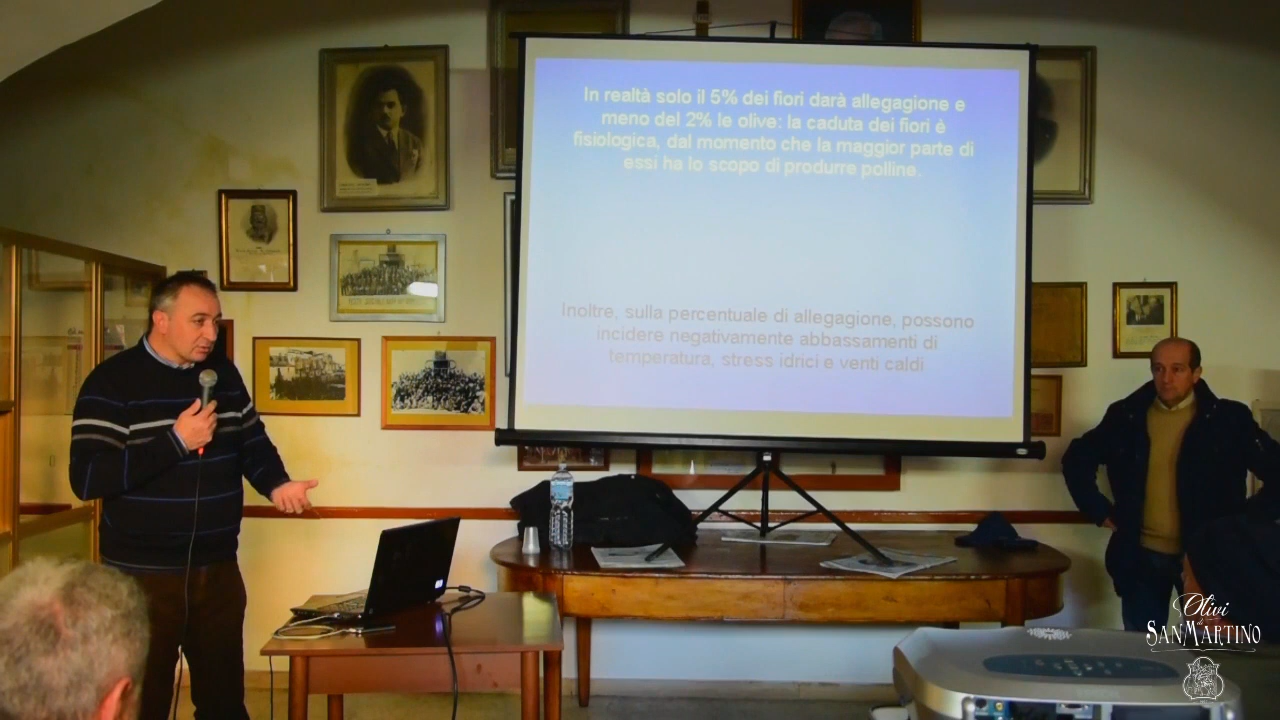 In realtà solo il 5% dei fiori darà allegagione e
meno del 2% le olive: la caduta dei fiori è
fisiologica, dal momento che la maggior parte di
essi ha lo scopo di produrre polline.
Inoltre, sulla percentuale di allegagione, possono
incidere negativamente abbassamenti di
temperatura, stress idrici e venti caldi
Olivi
di
SANMARTINO